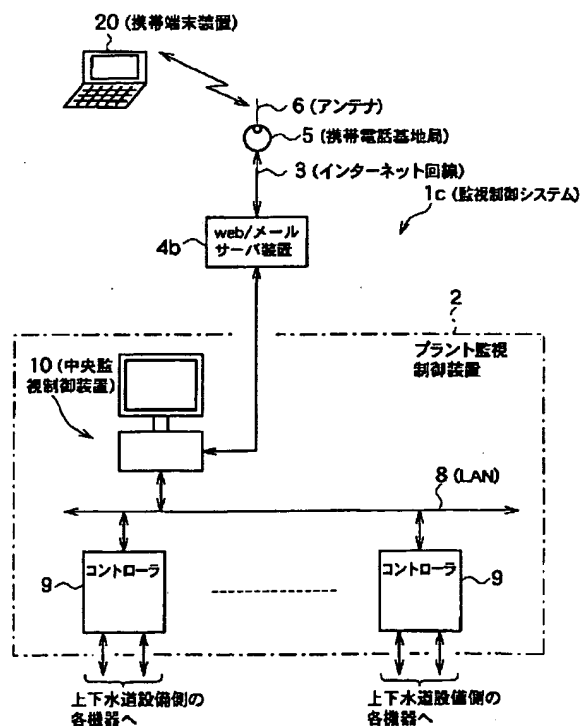 20 (携帯端末装置)
6 (アンテナ)
5 (携帯電話基地局)
3 (インターネット回線)
1c (監視制御システム)
4b
web/メール
サーバ装置
2
プラント監視
制御装置
10 (中央監
視制御装置)
8 (LAN)
9
コントローラ
コントローラ
9
上下水道設備側の
各機器へ
上下水道設備側の
各機器へ